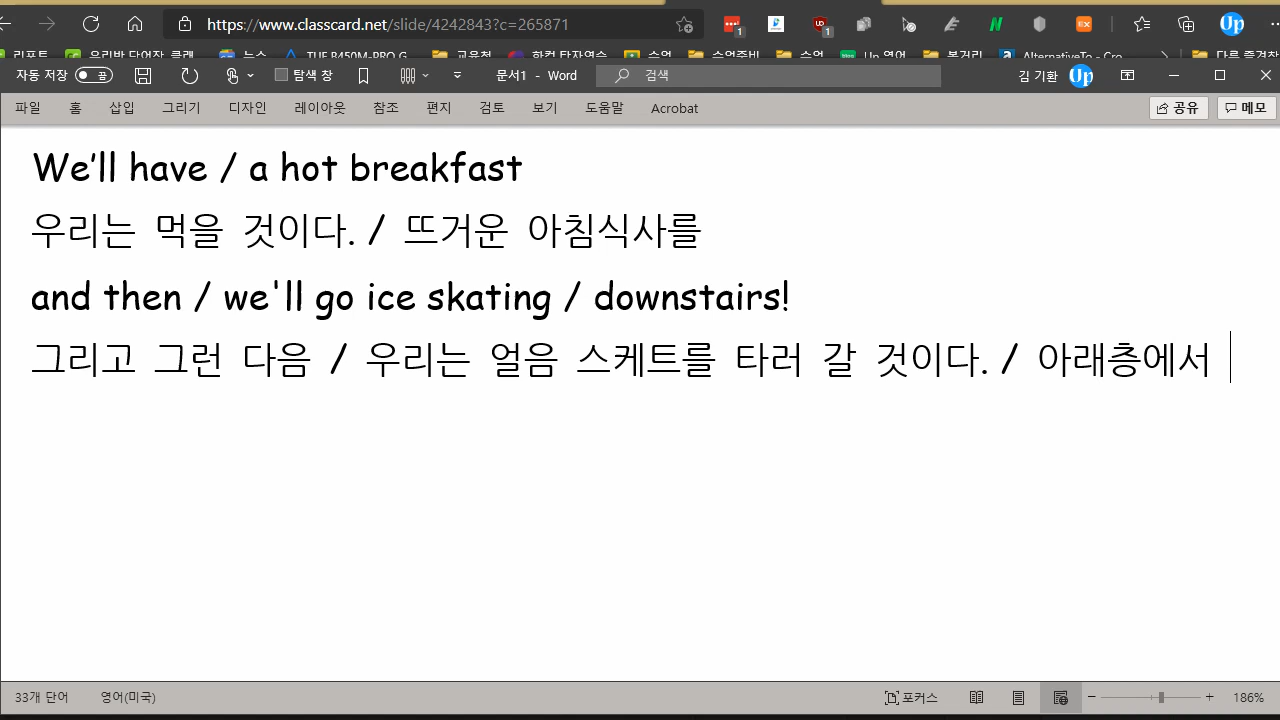 https://www.classcard.net/slide/4242843?c=265871
자동 저장 끔 탐색 창 문서1 - Word 검색 김 기환 Up
파일 홈 삽입 그리기 디자인 레이아웃 참조 편지 검토 보기 도움말 Acrobat 공유 메모
We’ll have / a hot breakfast
우리는 먹을 것이다. / 뜨거운 아침식사를
and then / we'll go ice skating / downstairs!
그리고 그런 다음 / 우리는 얼음 스케트를 타러 갈 것이다. / 아래층에서
33개 단어 영어(미국) 포커스 186%